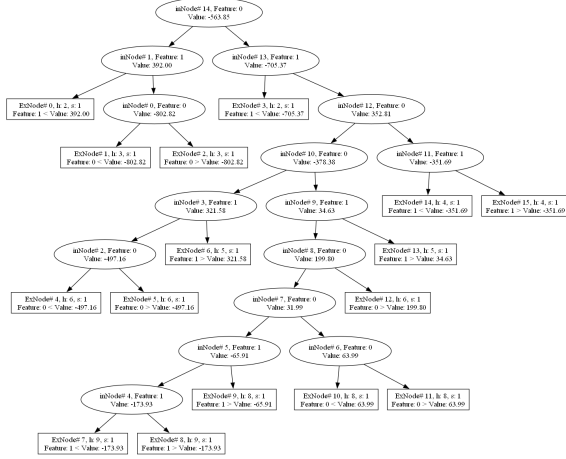 inNode# 14, Feature: 0
Value: -563.85
inNode# 1, Feature: 1
Value: 392.00
inNode# 13, Feature: 1
Value: -705.37
ExNode# 0, h: 2, s: 1
Feature: 1 < Value: 392.00
inNode# 0, Feature: 0
Value: -802.82
ExNode# 3, h: 2, s: 1
Feature: 1 < Value: -705.37
inNode# 12, Feature: 0
Value: 352.81
ExNode# 1, h: 3, s: 1
Feature: 0 < Value: -802.82
ExNode# 2, h: 3, s: 1
Feature: 0 > Value: -802.82
inNode# 10, Feature: 0
Value: -378.38
inNode# 11, Feature: 1
Value: -351.69
inNode# 3, Feature: 1
Value: 321.58
inNode# 9, Feature: 1
Value: 34.63
ExNode# 14, h: 4, s: 1
Feature: 1 < Value: -351.69
ExNode# 15, h: 4, s: 1
Feature: 1 > Value: -351.69
inNode# 2, Feature: 0
Value: -497.16
ExNode# 6, h: 5, s: 1
Feature: 1 > Value: 321.58
inNode# 8, Feature: 0
Value: 199.80
ExNode# 13, h: 5, s: 1
Feature: 1 > Value: 34.63
ExNode# 4, h: 6, s: 1
Feature: 0 < Value: -497.16
ExNode# 5, h: 6, s: 1
Feature: 0 > Value: -497.16
inNode# 7, Feature: 0
Value: 31.99
ExNode# 12, h: 6, s: 1
Feature: 0 > Value: 199.80
inNode# 5, Feature: 1
Value: -65.91
inNode# 6, Feature: 0
Value: 63.99
inNode# 4, Feature: 1
Value: -173.93
ExNode# 9, h: 8, s: 1
Feature: 1 > Value: -65.91
ExNode# 10, h: 8, s: 1
Feature: 0 < Value: 63.99
ExNode# 11, h: 8, s: 1
Feature: 0 > Value: 63.99
ExNode# 7, h: 9, s: 1
Feature: 1 < Value: -173.93
ExNode# 8, h: 9, s: 1
Feature: 1 > Value: -173.93